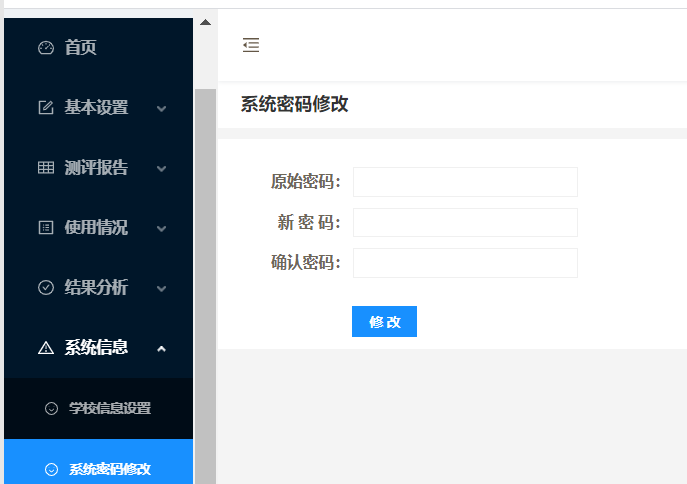 首页
基本设置
测评报告
使用情况
结果分析
系统信息
学校信息设置
系统密码修改
系统密码修改
原始密码：
新 密 码：
确认密码：
修 改